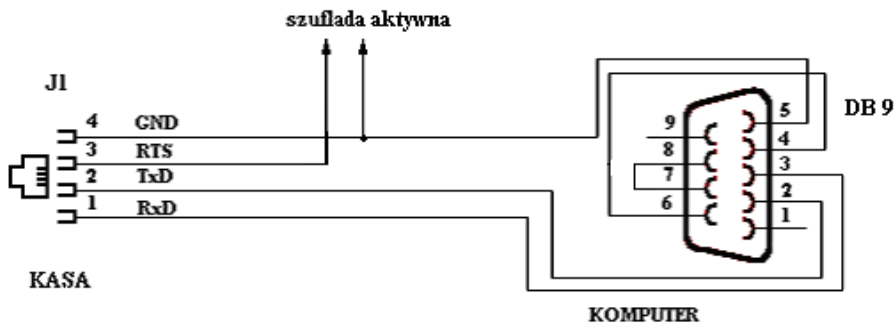 szuflada aktywna
J1
4 GND
3 RTS
2 TxD
1 RxD
KASA
DB 9
9
8
7
6
5
4
3
2
1
KOMPUTER